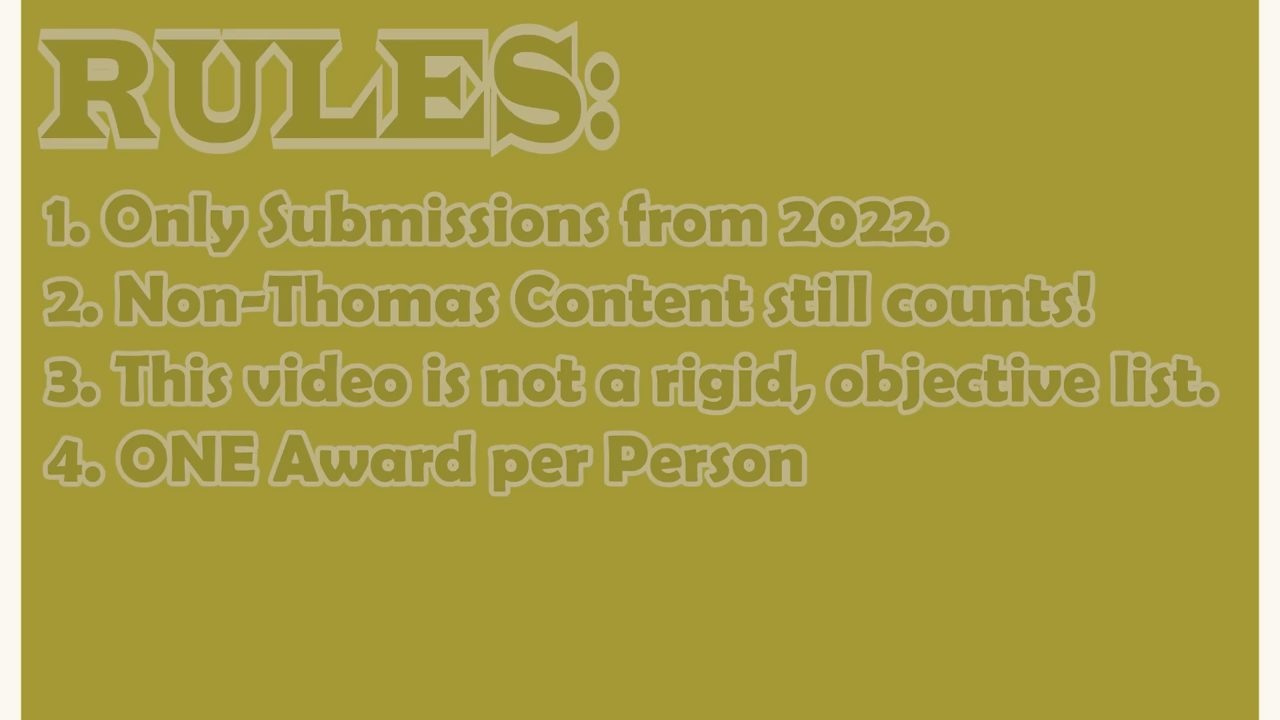 RULES:
1. Only Submissions from 2022.
2. Non-Thomas Content still counts!
3. This video is not a rigid, objective list.
4. ONE Award per Person